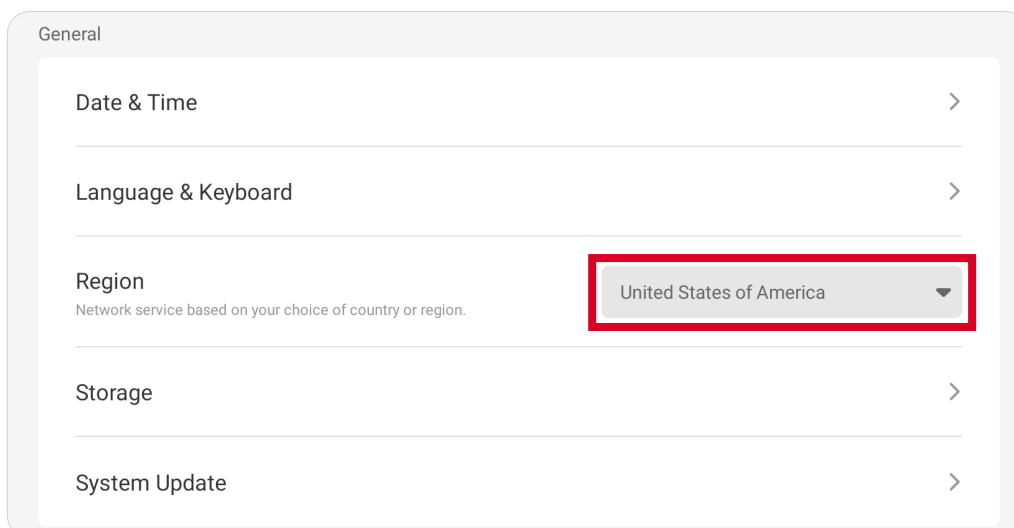 General
Date & Time
Language & Keyboard
Region
Network service based on your choice of country or region.
United States of America
Storage
System Update